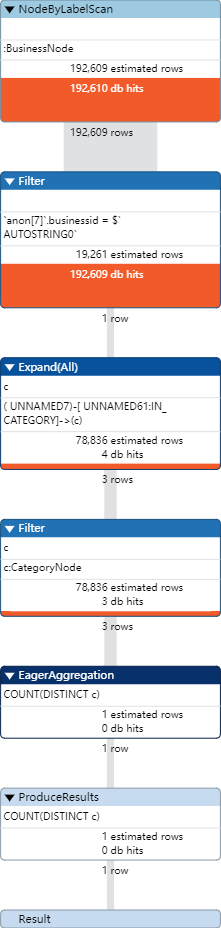 NodeByLabelScan
:BusinessNode
192,609 estimated rows
192,610 db hits
192,609 rows
Filter
`anon[7]`.businessid = $`
AUTOSTRING0`
19,261 estimated rows
192,609 db hits
1 row
Expand(All)
c
( UNNAMED7)-[ UNNAMED61:IN_
CATEGORY]->(c)
78,836 estimated rows
4 db hits
3 rows
Filter
c
c:CategoryNode
78,836 estimated rows
3 db hits
3 rows
EagerAggregation
COUNT(DISTINCT c)
1 estimated rows
0 db hits
1 row
ProduceResults
COUNT(DISTINCT c)
1 estimated rows
0 db hits
1 row
Result